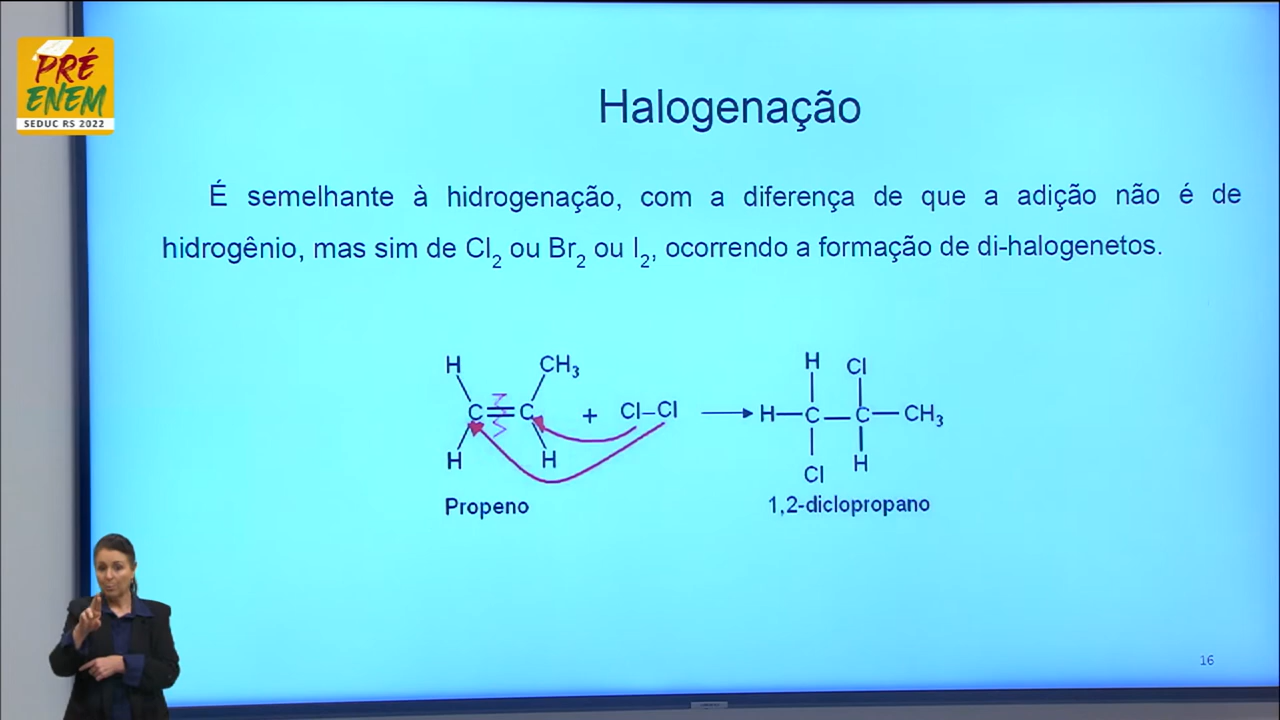 PRÉ
ENEM
SEDUC RS 2022
Halogenação
É semelhante à hidrogenação, com a diferença de que a adição não é de
hidrogênio, mas sim de Cl2 ou Br2 ou I2, ocorrendo a formação de di-halogenetos.
H CH3 H Cl
C=C + Cl–Cl H—C—C—CH3
H H Cl H
Propeno 1,2-diclopropano
16